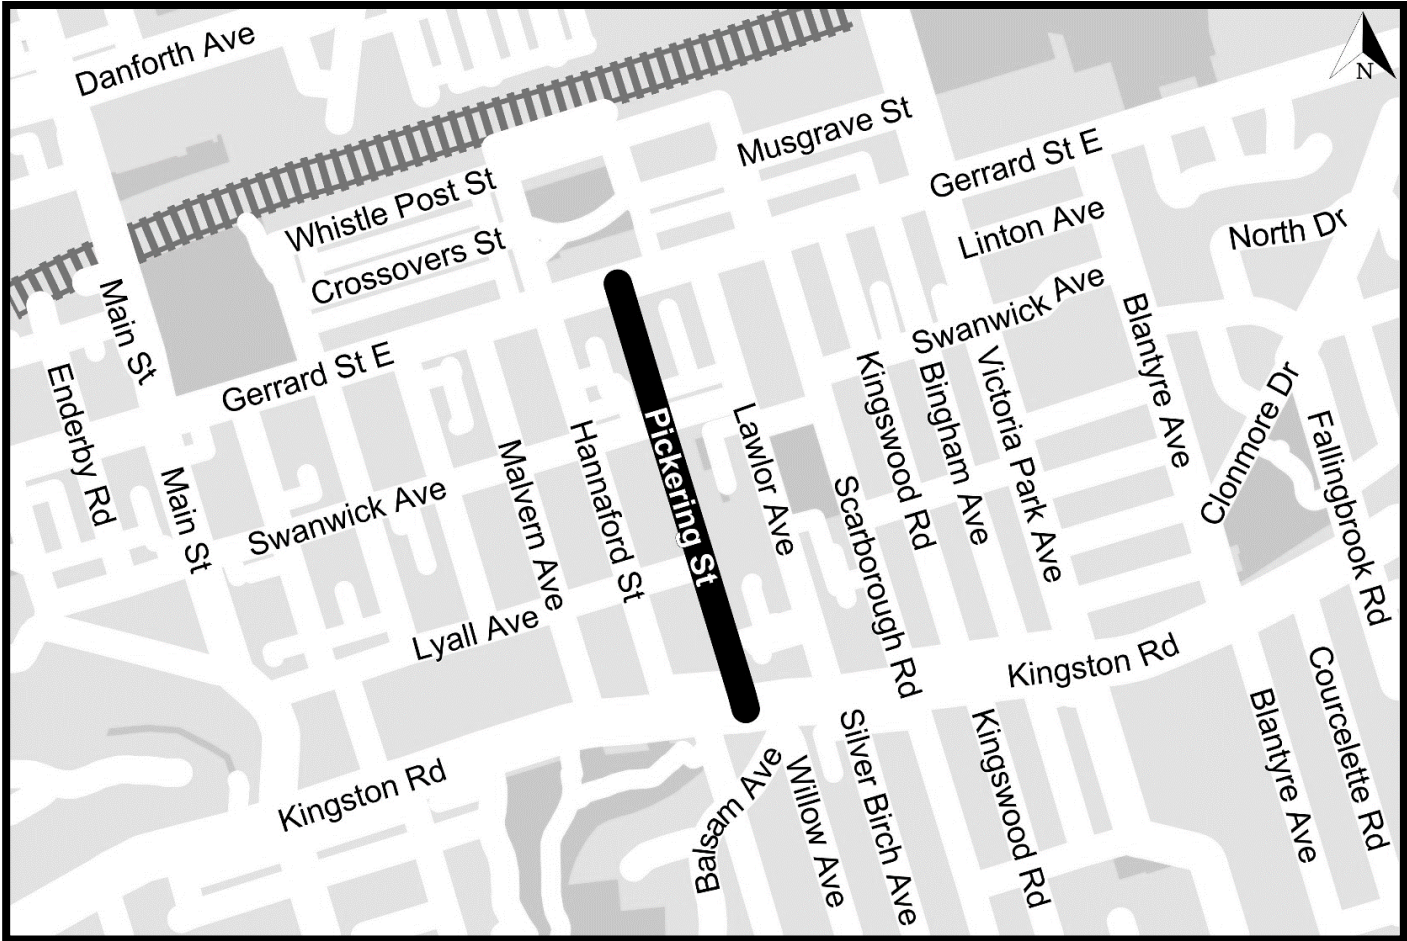 Danforth Ave
N
Musgrave St
Gerrard St E
Whistle Post St
Linton Ave
North Dr
Crossovers St
Main St
Swanwick Ave
Blantyre Ave
Gerrard St E
Enderby Rd
Kingswood Rd
Bingham Ave
Victoria Park Ave
Clonmore Dr
Fallingbrook Rd
Pickering St
Lawlor Ave
Hannaford St
Malvern Ave
Main St
Swanwick Ave
Scarborough Rd
Lyall Ave
Kingston Rd
Courcelette Rd
Blantyre Ave
Kingswood Rd
Silver Birch Ave
Willow Ave
Balsam Ave
Kingston Rd